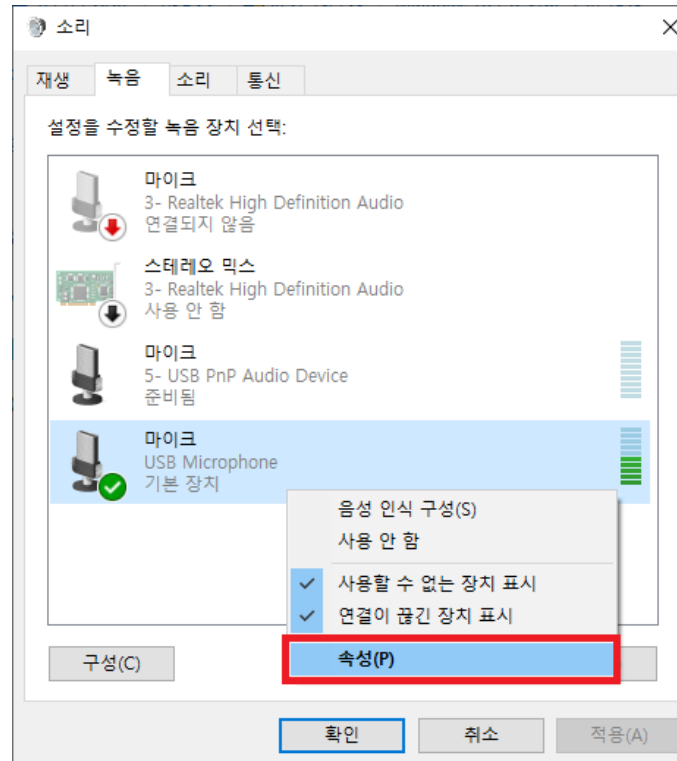 소리
재생
녹음
소리
통신
설정을 수정할 녹음 장치 선택:
마이크
3- Realtek High Definition Audio
연결되지 않음
스테레오 믹스
3- Realtek High Definition Audio
사용 안 함
마이크
5- USB PnP Audio Device
준비됨
마이크
USB Microphone
기본 장치
음성 인식 구성(S)
사용 안 함
사용할 수 없는 장치 표시
연결이 끊긴 장치 표시
속성(P)
구성(C)
확인
취소
적용(A)